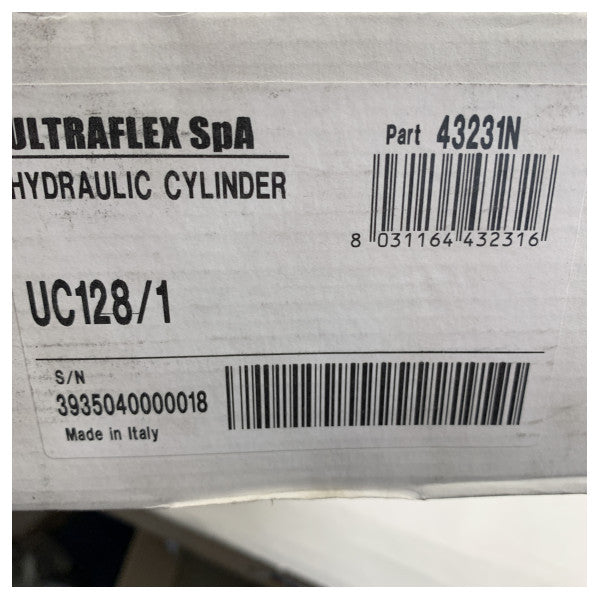 ULTRAFLEX SpA
HYDRAULIC CYLINDER
Part 43231N
8 031164 432316
UC128/1
S/N
3935040000018
Made in Italy